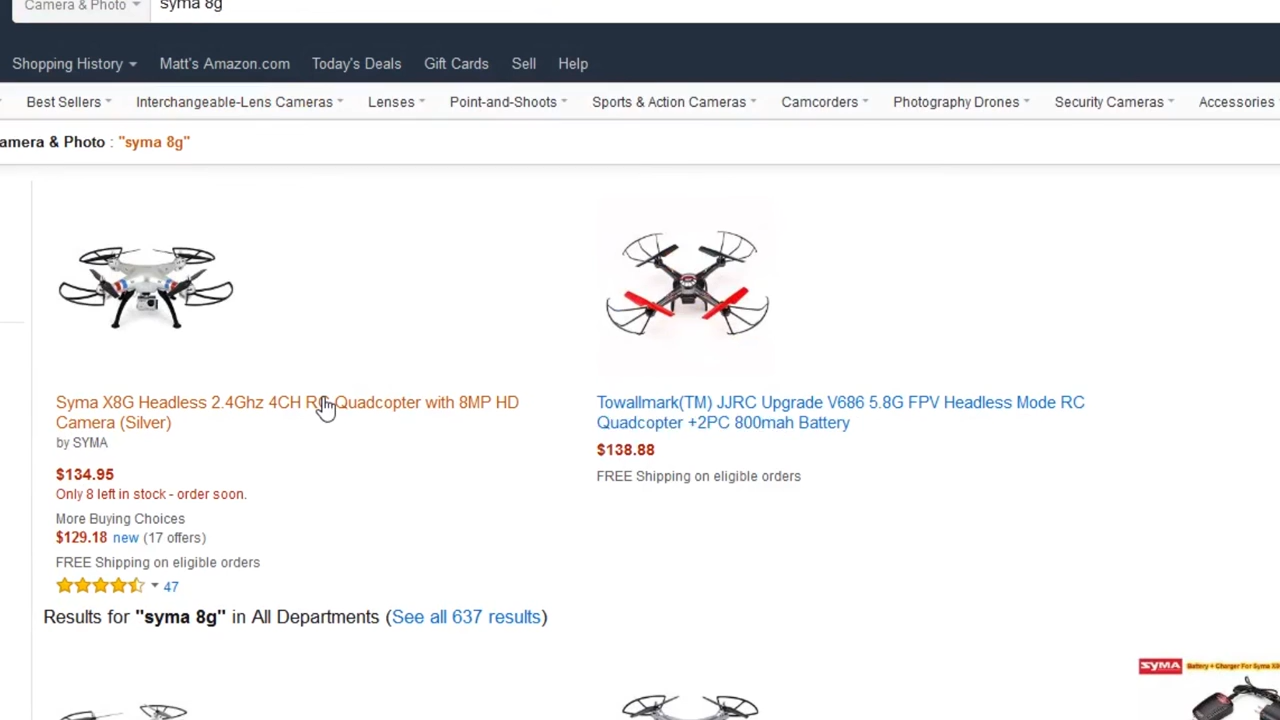 Camera & Photo
syma 8g
Shopping History
Matt's Amazon.com
Today's Deals
Gift Cards
Sell
Help
Best Sellers
Interchangeable-Lens Cameras
Lenses
Point-and-Shoots
Sports & Action Cameras
Camcorders
Photography Drones
Security Cameras
Accessories
amera & Photo : "syma 8g"
Syma X8G Headless 2.4Ghz 4CH RC Quadcopter with 8MP HD
Camera (Silver)
by SYMA
$134.95
Only 8 left in stock - order soon.
More Buying Choices
$129.18 new (17 offers)
FREE Shipping on eligible orders
47
Towallmark(TM) JJRC Upgrade V686 5.8G FPV Headless Mode RC
Quadcopter +2PC 800mah Battery
$138.88
FREE Shipping on eligible orders
Results for "syma 8g" in All Departments (See all 637 results)
SYMA
Battery + Charger For Syma